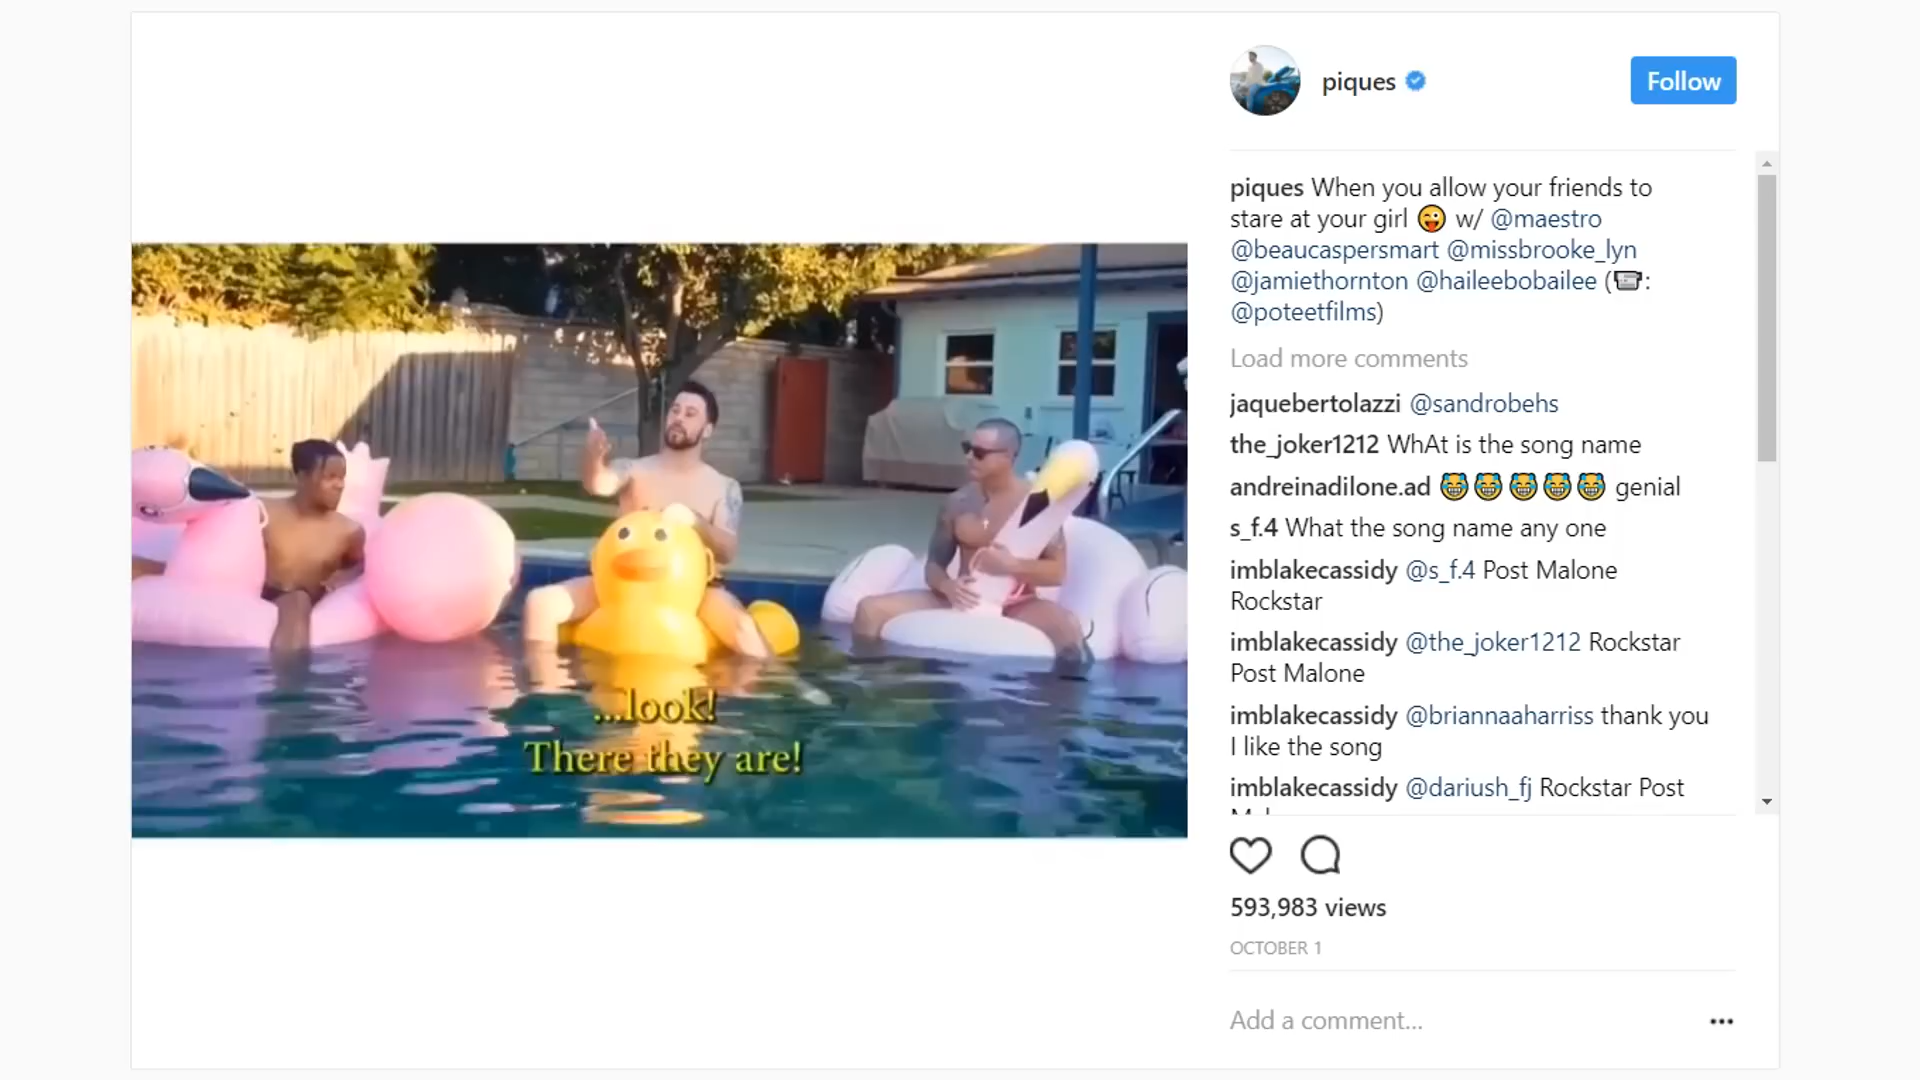 piques
Follow
piques When you allow your friends to
stare at your girl 😜 w/ @maestro
@beaucaspersmart @missbrooke_lyn
@jamiethornton @haileebobailee (📹:
@poteetfilms)
Load more comments
jaquebertolazzi @sandrobehs
the_joker1212 WhAt is the song name
andreinadilone.ad 😹😹😹😹😹 genial
s_f.4 What the song name any one
imblakecassidy @s_f.4 Post Malone
Rockstar
imblakecassidy @the_joker1212 Rockstar
Post Malone
imblakecassidy @briannaaharriss thank you
I like the song
imblakecassidy @dariush_fj Rockstar Post
593,983 views
OCTOBER 1
Add a comment...
...look!
There they are!